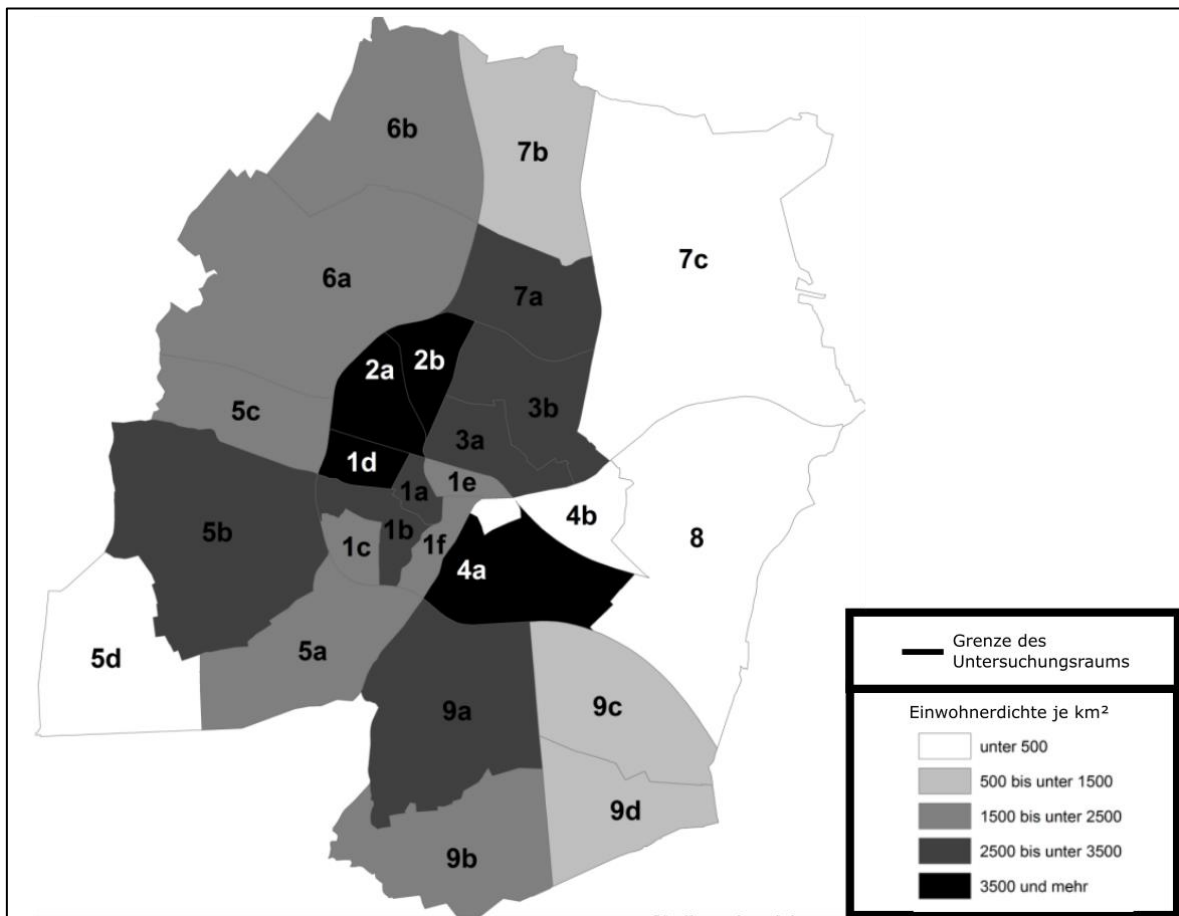 6b
7b
7c
6a
7a
2b
2a
5c
3b
3a
1d
1e
1a
4b
5b
1b
8
1c
1f
4a
5a
5d
9a
9c
9d
9b
Grenze des
Untersuchungsraums
Einwohnerdichte je km²
unter 500
500 bis unter 1500
1500 bis unter 2500
2500 bis unter 3500
3500 und mehr